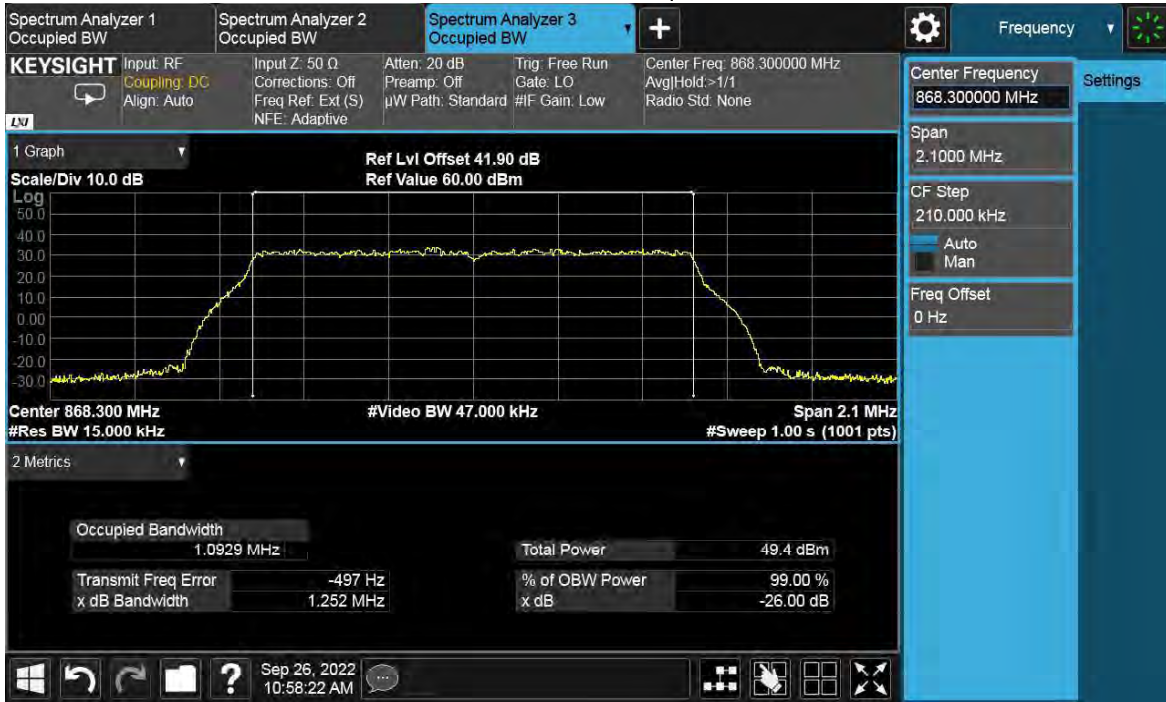 Spectrum Analyzer 1
Occupied BW
Spectrum Analyzer 2
Occupied BW
Spectrum Analyzer 3
Occupied BW
+
Frequency
KEYSIGHT
LXI
Input: RF
Coupling: DC
Align: Auto
Input Z: 50 Ω
Corrections: Off
Freq Ref: Ext (S)
NFE: Adaptive
Atten: 20 dB
Preamp: Off
µW Path: Standard
Trig: Free Run
Gate: LO
#IF Gain: Low
Center Freq: 868.300000 MHz
Avg|Hold:>1/1
Radio Std: None
Center Frequency
868.300000 MHz
Settings
Span
2.1000 MHz
CF Step
210.000 kHz
Auto
Man
Freq Offset
0 Hz
1 Graph
Ref Lvl Offset 41.90 dB
Scale/Div 10.0 dB
Ref Value 60.00 dBm
Log
50.0
40.0
30.0
20.0
10.0
0.00
-10.0
-20.0
-30.0
Center 868.300 MHz
#Video BW 47.000 kHz
Span 2.1 MHz
#Res BW 15.000 kHz
#Sweep 1.00 s (1001 pts)
2 Metrics
Occupied Bandwidth
1.0929 MHz
Total Power 49.4 dBm
Transmit Freq Error -497 Hz
% of OBW Power 99.00 %
x dB Bandwidth 1.252 MHz
x dB -26.00 dB
?
Sep 26, 2022
10:58:22 AM